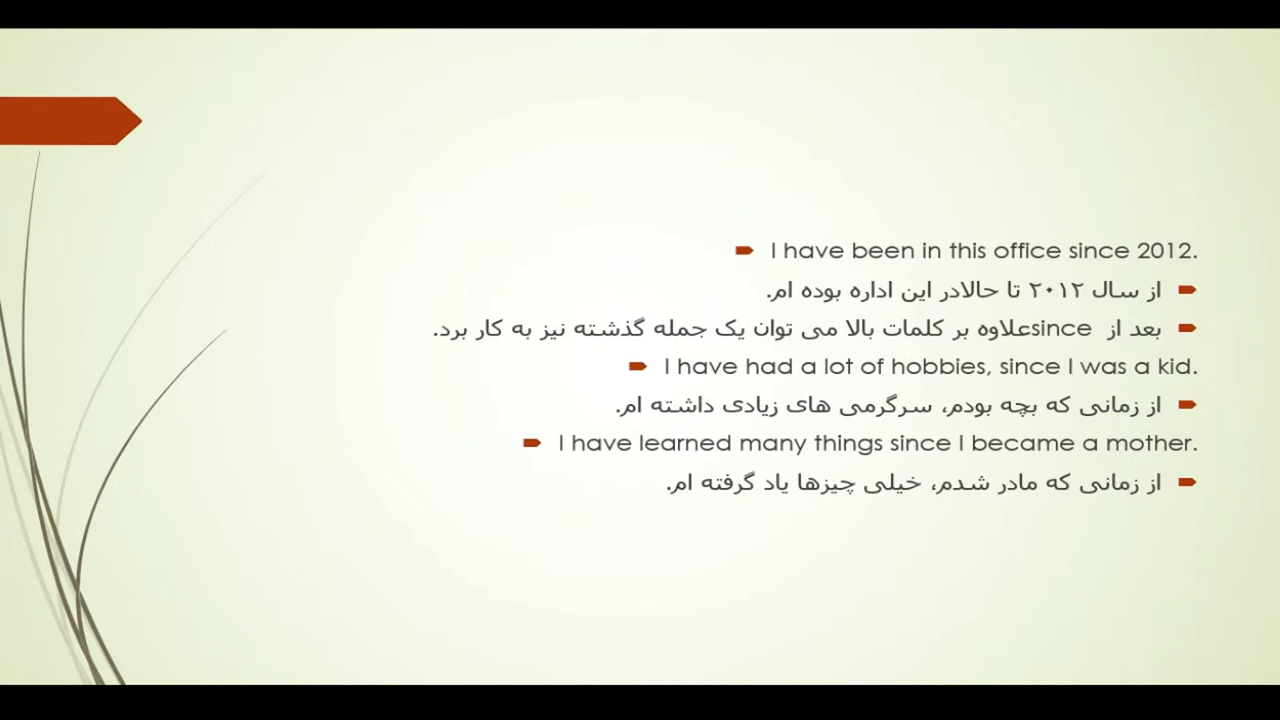 I have been in this office since 2012.
از سال ۲۰۱۲ تا حالادر این اداره بوده ام.
بعد از sinceعلاوه بر کلمات بالا می توان یک جمله گذشته نیز به کار برد.
I have had a lot of hobbies, since I was a kid.
از زمانی که بچه بودم، سرگرمی های زیادی داشته ام.
I have learned many things since I became a mother.
از زمانی که مادر شدم، خیلی چیزها یاد گرفته ام.